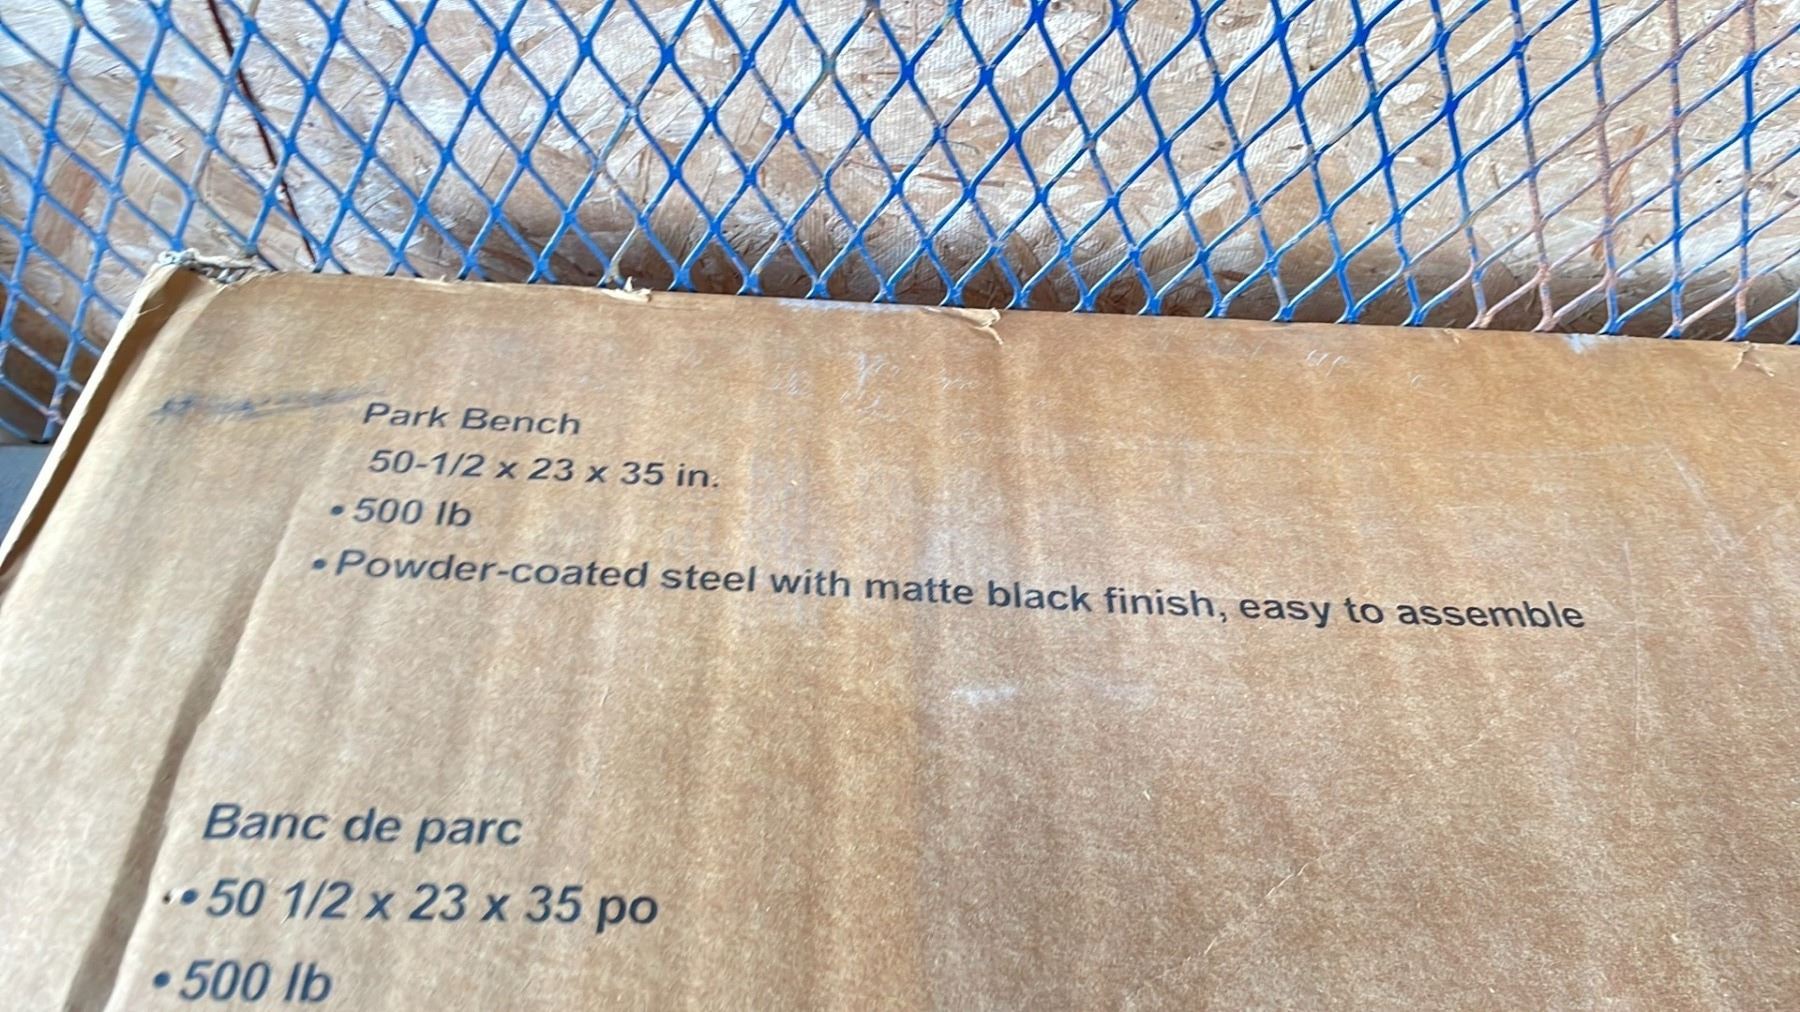 Park Bench
50-1/2 x 23 x 35 in.
• 500 lb
• Powder-coated steel with matte black finish, easy to assemble
Banc de parc
• 50 1/2 x 23 x 35 po
• 500 lb